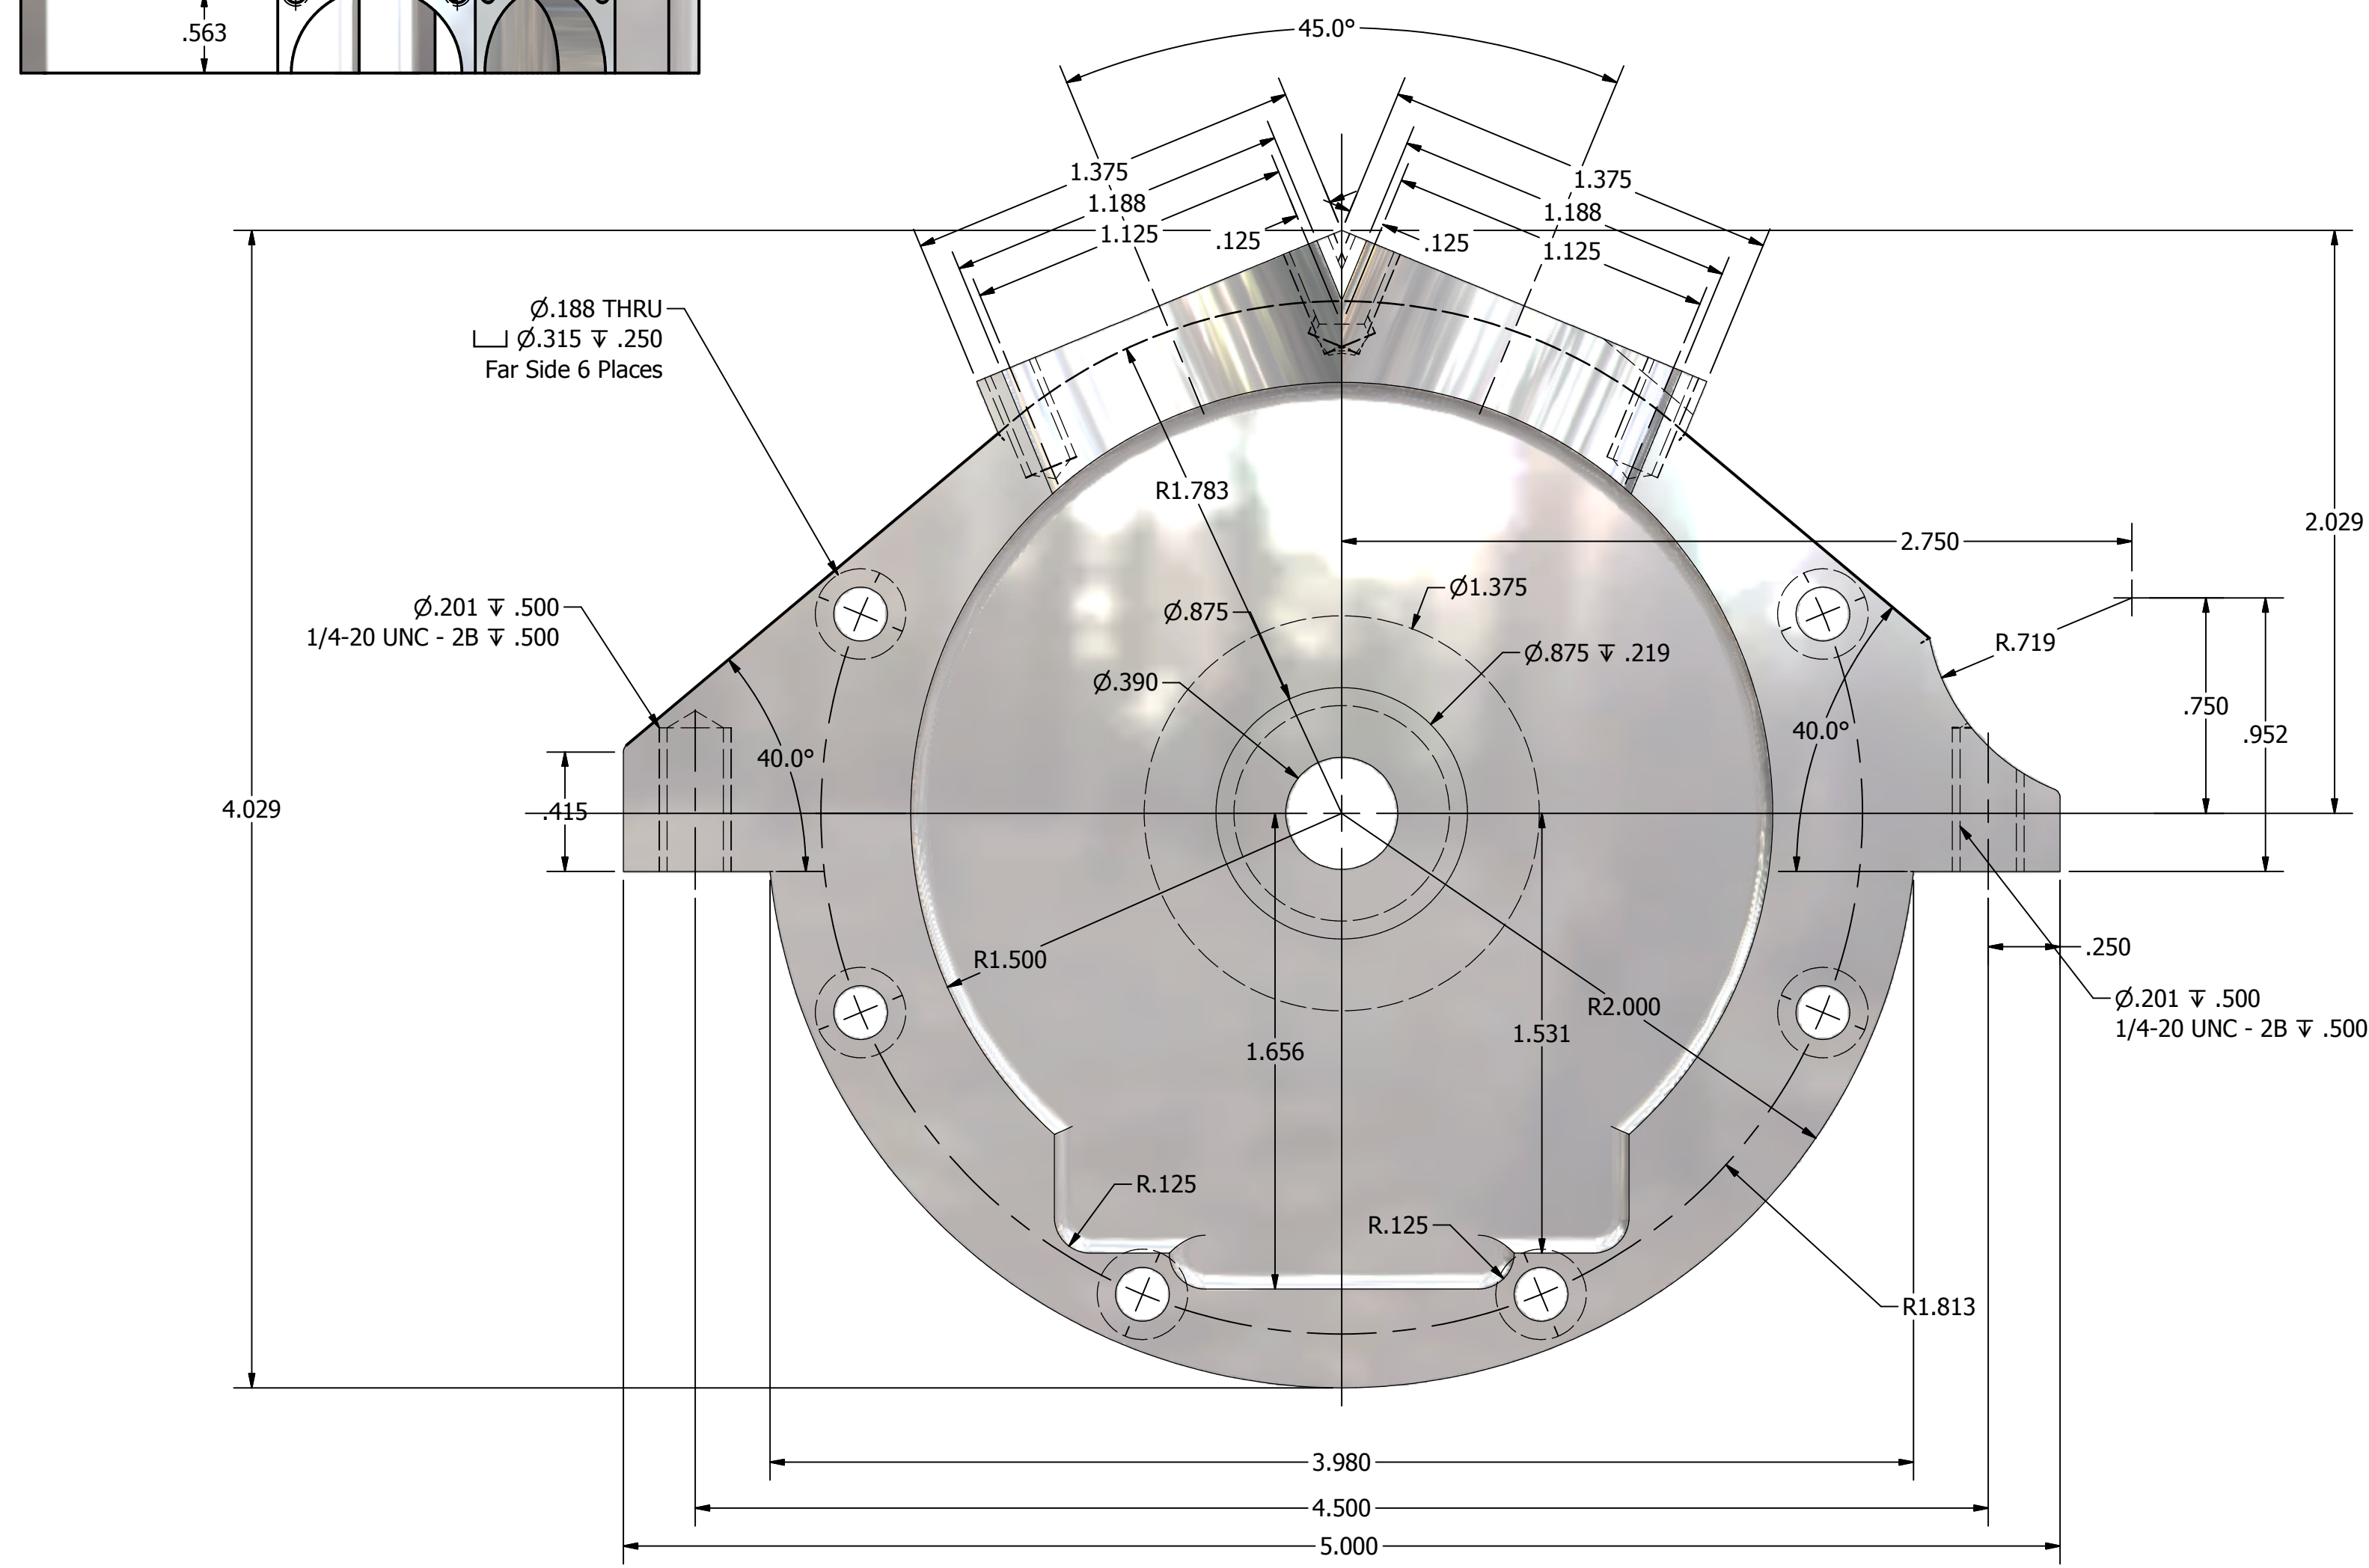 .563
45.0°
1.375
1.188
1.125
.125
1.375
1.188
1.125
.125
Ø.188 THRU
⌴ Ø.315 ↧ .250
Far Side 6 Places
R1.783
2.029
2.750
Ø1.375
Ø.875
Ø.201 ↧ .500
1/4-20 UNC - 2B ↧ .500
Ø.875 ↧ .219
R.719
Ø.390
.750
.952
40.0°
40.0°
4.029
.415
.250
R1.500
Ø.201 ↧ .500
1/4-20 UNC - 2B ↧ .500
R2.000
1.531
1.656
R.125
R.125
R1.813
3.980
4.500
5.000